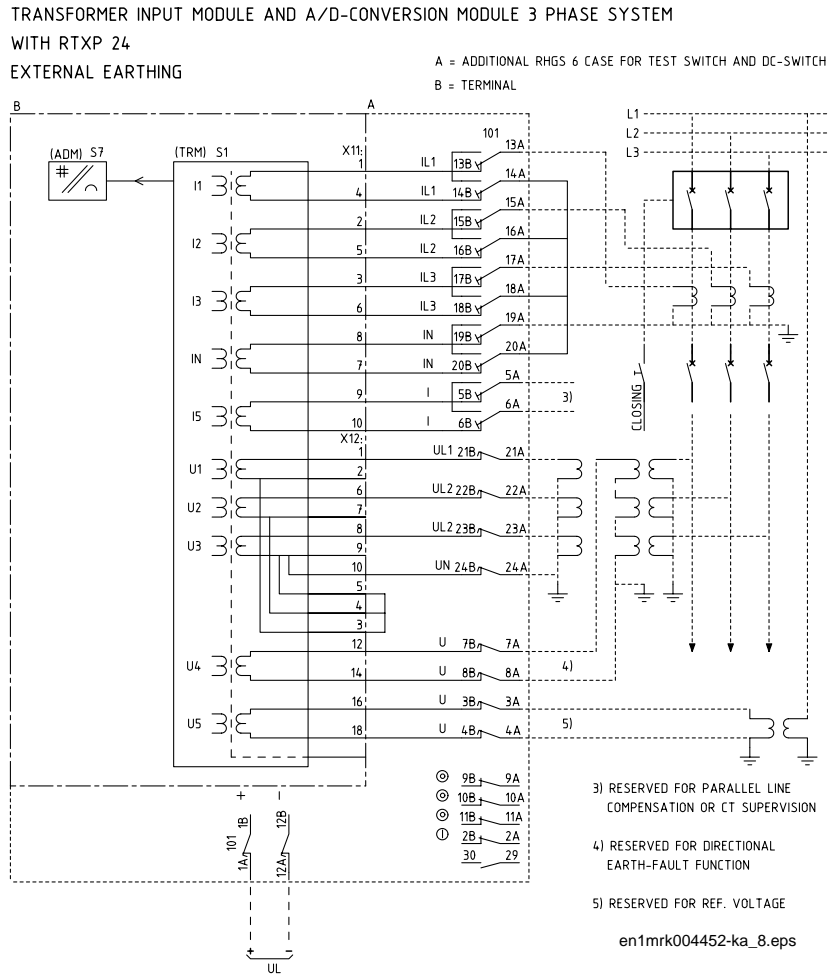 TRANSFORMER INPUT MODULE AND A/D-CONVERSION MODULE 3 PHASE SYSTEM
WITH RTXP 24
EXTERNAL EARTHING
A = ADDITIONAL RHGS 6 CASE FOR TEST SWITCH AND DC-SWITCH
B = TERMINAL
B
A
L1
L2
L3
(ADM) S7
#
(TRM) S1
X11:
101
I1
1 IL1 13B 13A
4 IL1 14B 14A
I2
2 IL2 15B 15A
5 IL2 16B 16A
I3
3 IL3 17B 17A
6 IL3 18B 18A
IN
8 IN 19B 19A
7 IN 20B 20A
I5
9 I 5B 5A
3)
10 I 6B 6A
CLOSING
X12:
U1
1 UL1 21B 21A
2
U2
6 UL2 22B 22A
7
U3
8 UL2 23B 23A
9
10 UN 24B 24A
5
4
3
U4
12 U 7B 7A
4)
14 U 8B 8A
U5
16 U 3B 3A
5)
18 U 4B 4A
9B 9A
10B 10A
11B 11A
2B 2A
30 29
+ −
101
1B
1A
12B
12A
+ −
UL
3) RESERVED FOR PARALLEL LINE
COMPENSATION OR CT SUPERVISION
4) RESERVED FOR DIRECTIONAL
EARTH-FAULT FUNCTION
5) RESERVED FOR REF. VOLTAGE
en1mrk004452-ka_8.eps